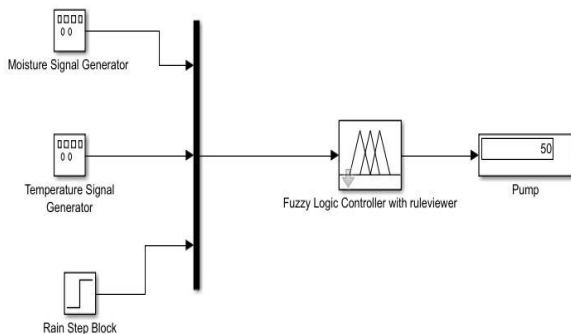 Moisture Signal Generator
Temperature Signal
Generator
Rain Step Block
Fuzzy Logic Controller with ruleviewer
50
Pump